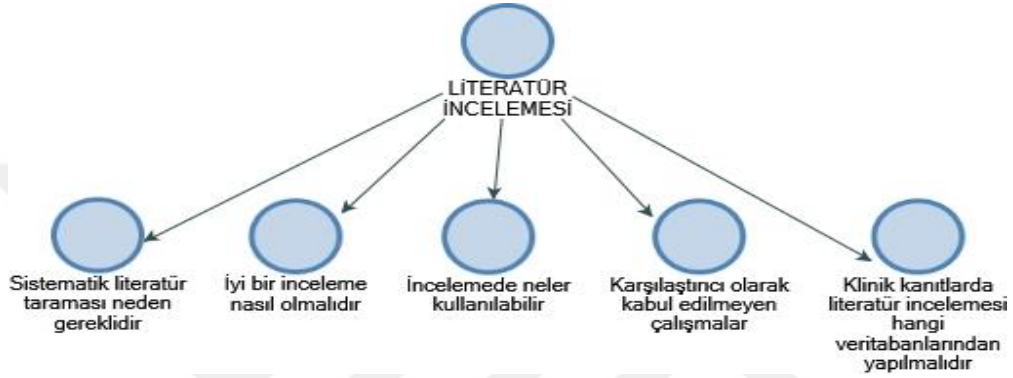 LİTERATÜR
İNCELEMESİ
Sistematik literatür
taraması neden
gereklidir
İyi bir inceleme
nasıl olmalıdır
İncelemede neler
kullanılabilir
Karşılaştırıcı olarak
kabul edilmeyen
çalışmalar
Klinik kanıtlarda
literatür incelemesi
hangi
veritabanlarından
yapılmalıdır